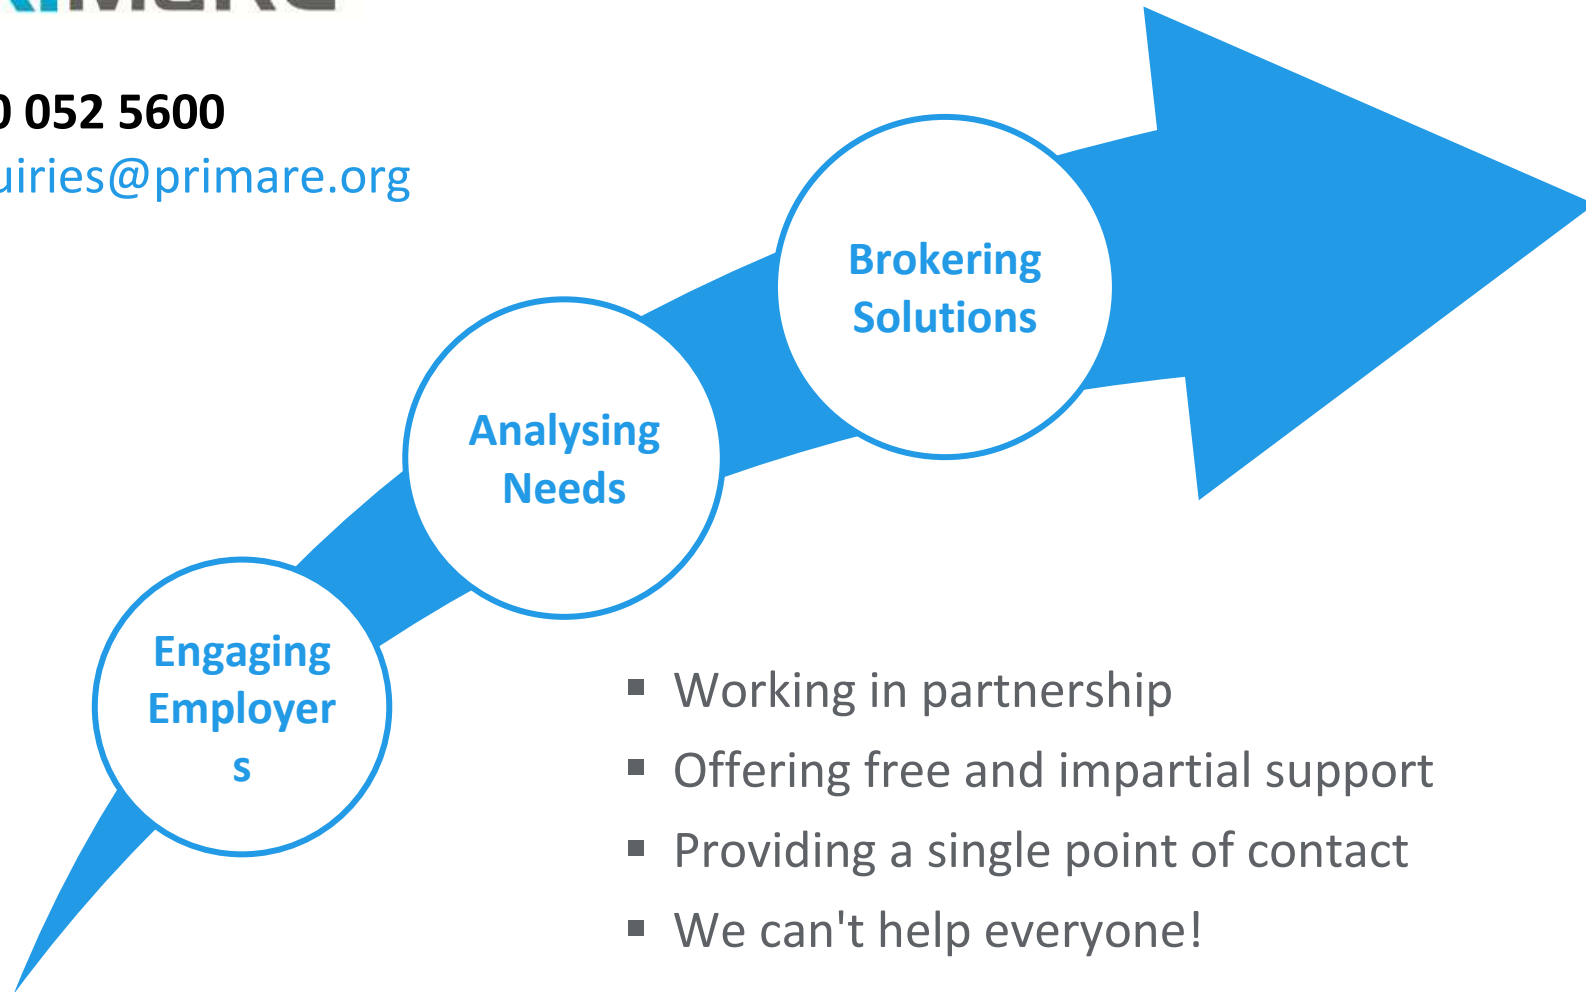 0 052 5600
uiries@primare.org
Brokering
Solutions
Analysing
Needs
Engaging
Employer
s
Working in partnership
Offering free and impartial support
Providing a single point of contact
We can't help everyone!